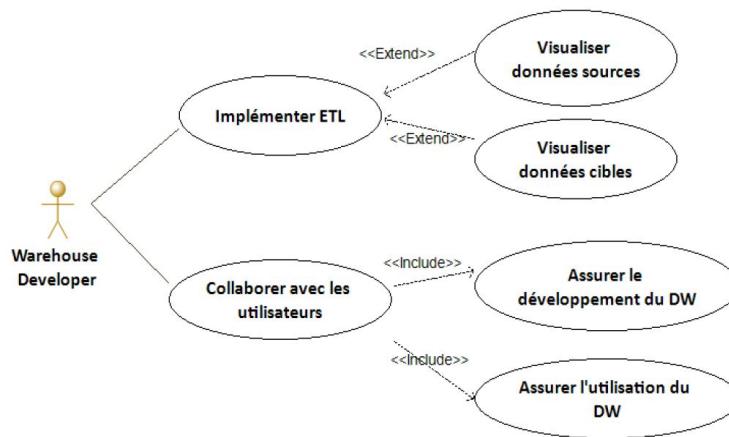 Visualiser
données sources
<<Extend>>
Implémenter ETL
<<Extend>>
Visualiser
données cibles
Warehouse
Developer
Collaborer avec les
utilisateurs
<<Include>>
Assurer le
développement du DW
<<Include>>
Assurer l'utilisation du
DW